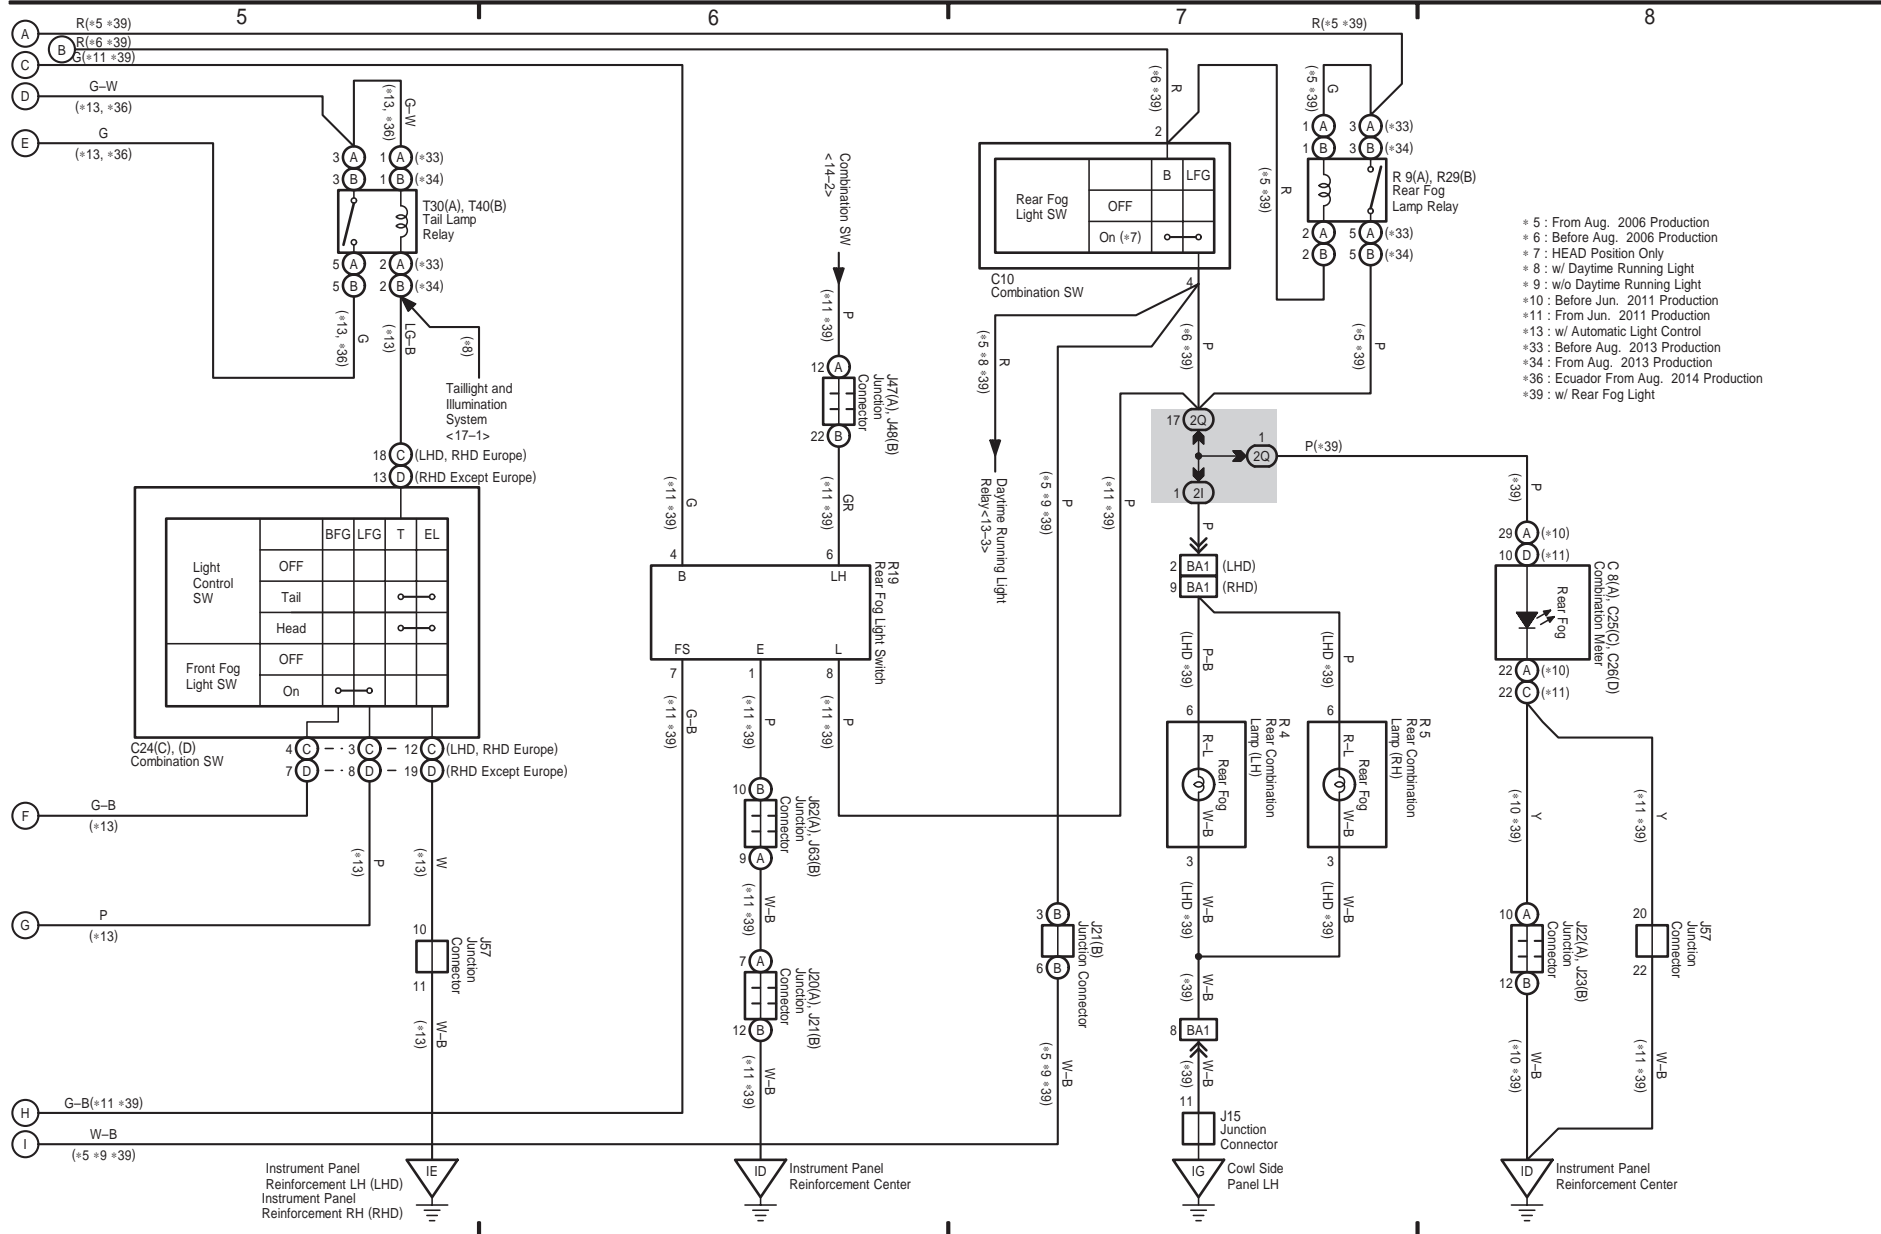 5 6 7 8
A R(*5 *39) R(*5 *39)
B R(*6 *39)
C G(*11 *39)
D G–W
(*13, *36)
E G
(*13, *36)
G–W
(*13, *36)
3 A 1 A (*33)
3 B 1 B (*34)
T30(A), T40(B)
Tail Lamp
Relay
5 A 2 A (*33)
5 B 2 B (*34)
G
(*13, *36)
LG–B
(*13)
(*8)
Taillight and
Illumination
System
<17–1>
18 C (LHD, RHD Europe)
13 D (RHD Except Europe)
BFG LFG T EL
Light
Control
SW
OFF
Tail
Head
Front Fog
Light SW
OFF
On
C24(C), (D)
Combination SW
4 C 3 C 12 C (LHD, RHD Europe)
7 D 8 D 19 D (RHD Except Europe)
F G–B
(*13)
P
(*13)
W
(*13)
G P
(*13)
10
J57
Junction
Connector
11
W–B
(*13)
H G–B(*11 *39)
I W–B
(*5 *9 *39)
Instrument Panel
Reinforcement LH (LHD)
Instrument Panel
Reinforcement RH (RHD)
IE
Combination SW
<14–2>
P
(*11 *39)
12 A
J47(A), J48(B)
Junction
Connector
22 B
GR
(*11 *39)
G
(*11 *39)
4 6
B LH
R19
Rear Fog Light Switch
FS E L
7 1 8
G–B
(*11 *39)
P
(*11 *39)
P
(*11 *39)
10 B
J62(A), J63(B)
Junction
Connector
9 A
W–B
(*11 *39)
7 A
J20(A), J21(B)
Junction
Connector
12 B
W–B
(*11 *39)
ID
Instrument Panel
Reinforcement Center
R
(*6 *39)
2
B LFG
Rear Fog
Light SW
OFF
On (*7)
C10
Combination SW
4
R
(*5 *39)
G
(*5 *39)
1 A 3 A (*33)
1 B 3 B (*34)
R 9(A), R29(B)
Rear Fog
Lamp Relay
2 A 5 A (*33)
2 B 5 B (*34)
R
(*5 *8 *39)
Daytime Running Light
Relay<13–3>
P
(*6 *39)
P
(*5 *39)
P
(*5 *9 *39)
P
(*11 *39)
17 2Q
1
2Q
1 2I
P(*39)
P
2 BA1 (LHD)
9 BA1 (RHD)
P–B
(LHD *39)
P
(LHD *39)
6 6
R–L
Rear Fog
W–B
R 4
Rear Combination
Lamp (LH)
R–L
Rear Fog
W–B
R 5
Rear Combination
Lamp (RH)
3 3
W–B
(LHD *39)
W–B
(LHD *39)
3 B
J21(B)
Junction Connector
6 B
W–B
(*5 *9 *39)
W–B
(*39)
8 BA1
W–B
(*39)
11
J15
Junction
Connector
IG
Cowl Side
Panel LH
* 5 : From Aug. 2006 Production
* 6 : Before Aug. 2006 Production
* 7 : HEAD Position Only
* 8 : w/ Daytime Running Light
* 9 : w/o Daytime Running Light
*10 : Before Jun. 2011 Production
*11 : From Jun. 2011 Production
*13 : w/ Automatic Light Control
*33 : Before Aug. 2013 Production
*34 : From Aug. 2013 Production
*36 : Ecuador From Aug. 2014 Production
*39 : w/ Rear Fog Light
P
(*39)
29 A (*10)
10 D (*11)
Rear Fog
C 8(A), C25(C), C26(D)
Combination Meter
22 A (*10)
22 C (*11)
Y
(*10 *39)
Y
(*11 *39)
10 A
J22(A), J23(B)
Junction
Connector
12 B
20
J57
Junction
Connector
22
W–B
(*10 *39)
W–B
(*11 *39)
ID
Instrument Panel
Reinforcement Center